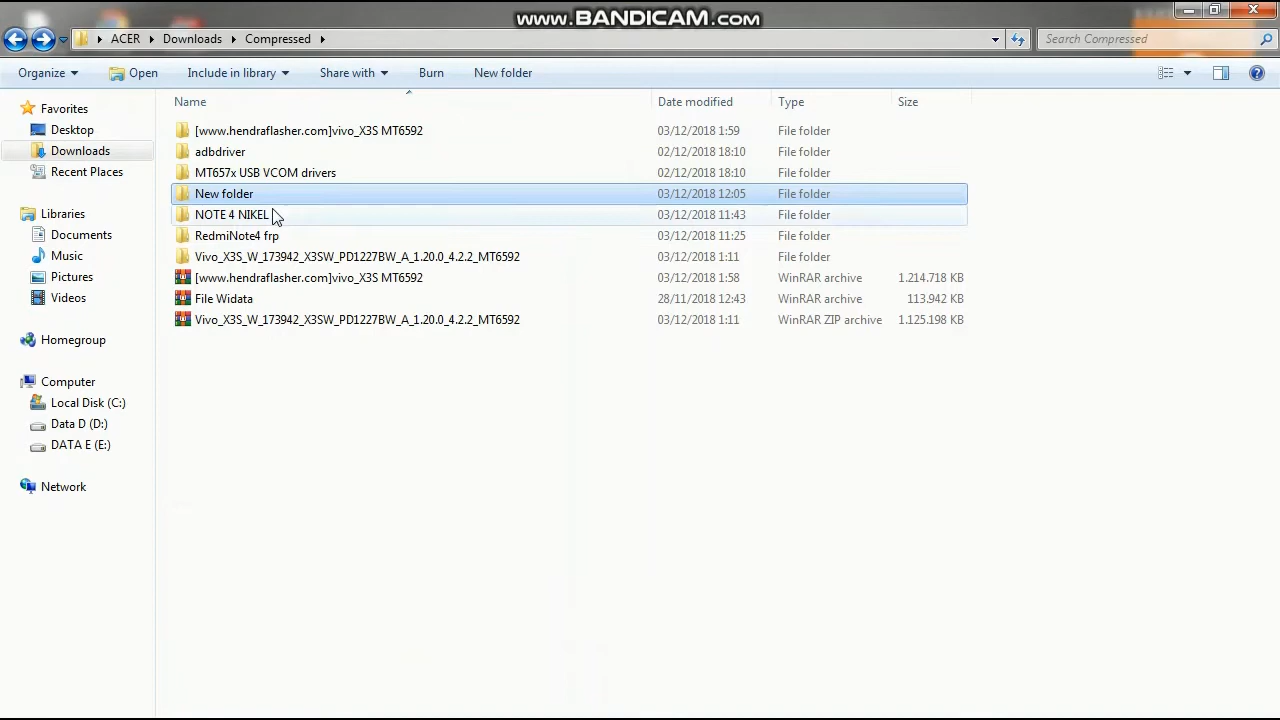 www.BANDICAM.com
ACER Downloads Compressed
Search Compressed
Organize Open Include in library Share with Burn New folder
Name Date modified Type Size
Favorites
Desktop
Downloads
Recent Places
Libraries
Documents
Music
Pictures
Videos
Homegroup
Computer
Local Disk (C:)
Data D (D:)
DATA E (E:)
Network
[www.hendraflasher.com]vivo_X3S MT6592 03/12/2018 1:59 File folder
adbdriver 02/12/2018 18:10 File folder
MT657x USB VCOM drivers 02/12/2018 18:10 File folder
New folder 03/12/2018 12:05 File folder
NOTE 4 NIKEL 03/12/2018 11:43 File folder
RedmiNote4 frp 03/12/2018 11:25 File folder
Vivo_X3S_W_173942_X3SW_PD1227BW_A_1.20.0_4.2.2_MT6592 03/12/2018 1:11 File folder
[www.hendraflasher.com]vivo_X3S MT6592 03/12/2018 1:58 WinRAR archive 1.214.718 KB
File Widata 28/11/2018 12:43 WinRAR archive 113.942 KB
Vivo_X3S_W_173942_X3SW_PD1227BW_A_1.20.0_4.2.2_MT6592 03/12/2018 1:11 WinRAR ZIP archive 1.125.198 KB